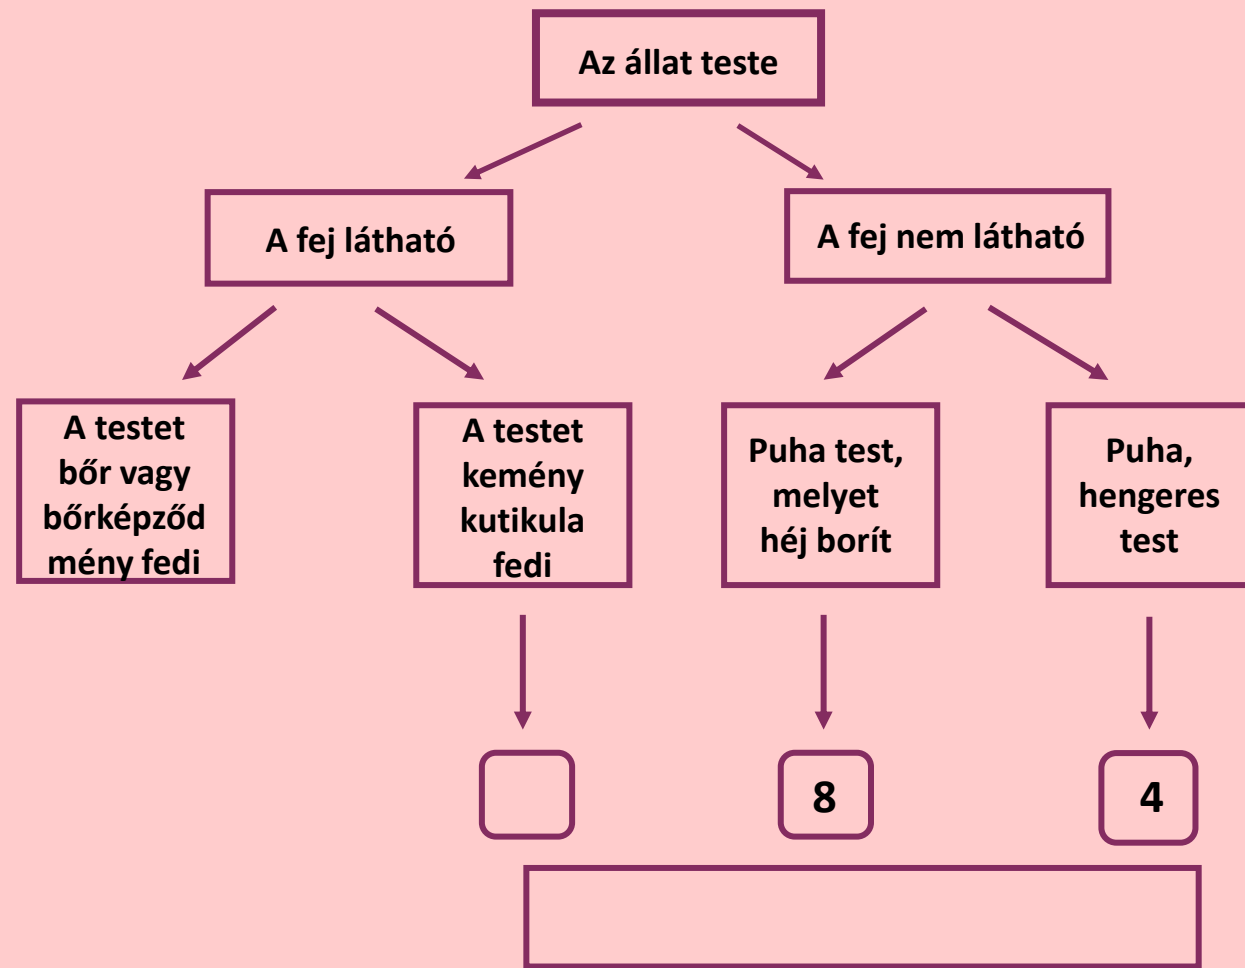 Az állat teste
A fej látható
A fej nem látható
A testet
bőr vagy
bőrképződ
mény fedi
A testet
kemény
kutikula
fedi
Puha test,
melyet
héj borít
Puha,
hengeres
test
8
4